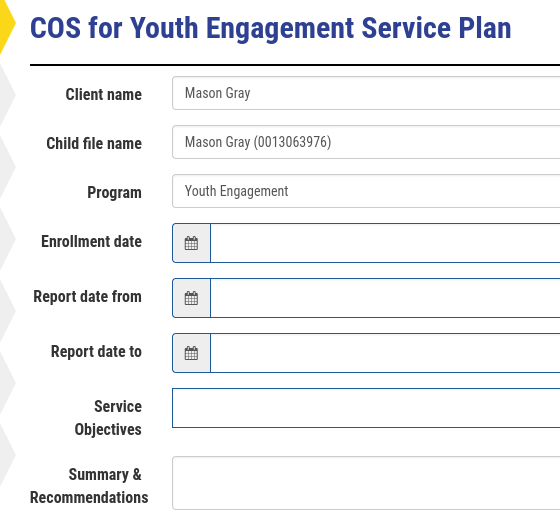 COS for Youth Engagement Service Plan
Client name Mason Gray
Child file name Mason Gray (0013063976)
Program Youth Engagement
Enrollment date
Report date from
Report date to
Service
Objectives
Summary &
Recommendations